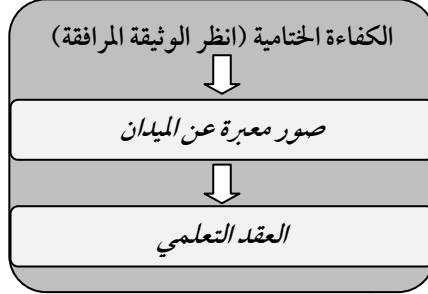 الكفاءة الختامية (انظر الوثيقة المرافقة)
صور معبرة عن الميدان
العقد التعلمي